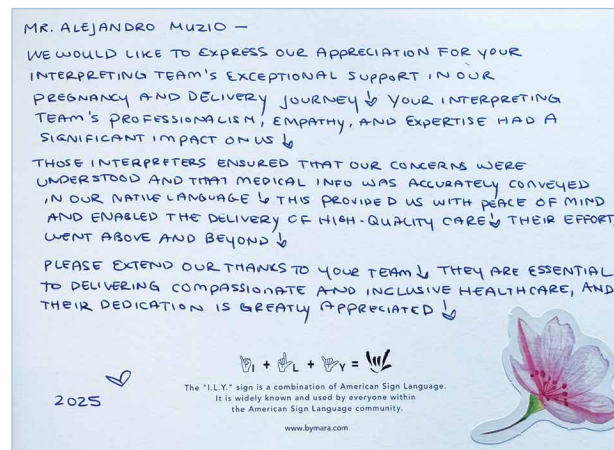 MR. ALEJANDRO MUZIO —
WE WOULD LIKE TO EXPRESS OUR APPRECIATION FOR YOUR
INTERPRETING TEAM'S EXCEPTIONAL SUPPORT IN OUR
PREGNANCY AND DELIVERY JOURNEY! YOUR INTERPRETING
TEAM'S PROFESSIONALISM, EMPATHY, AND EXPERTISE HAD A
SIGNIFICANT IMPACT ON US!
THOSE INTERPRETERS ENSURED THAT OUR CONCERNS WERE
UNDERSTOOD AND THAT MEDICAL INFO WAS ACCURATELY CONVEYED
IN OUR NATIVE LANGUAGE! THIS PROVIDED US WITH PEACE OF MIND
AND ENABLED THE DELIVERY OF HIGH-QUALITY CARE! THEIR EFFORT
WENT ABOVE AND BEYOND!
PLEASE EXTEND OUR THANKS TO YOUR TEAM! THEY ARE ESSENTIAL
TO DELIVERING COMPASSIONATE AND INCLUSIVE HEALTHCARE, AND
THEIR DEDICATION IS GREATLY APPRECIATED!
I + L + Y =
The "I.L.Y." sign is a combination of American Sign Language.
It is widely known and used by everyone within
the American Sign Language community.
www.bymara.com
2025